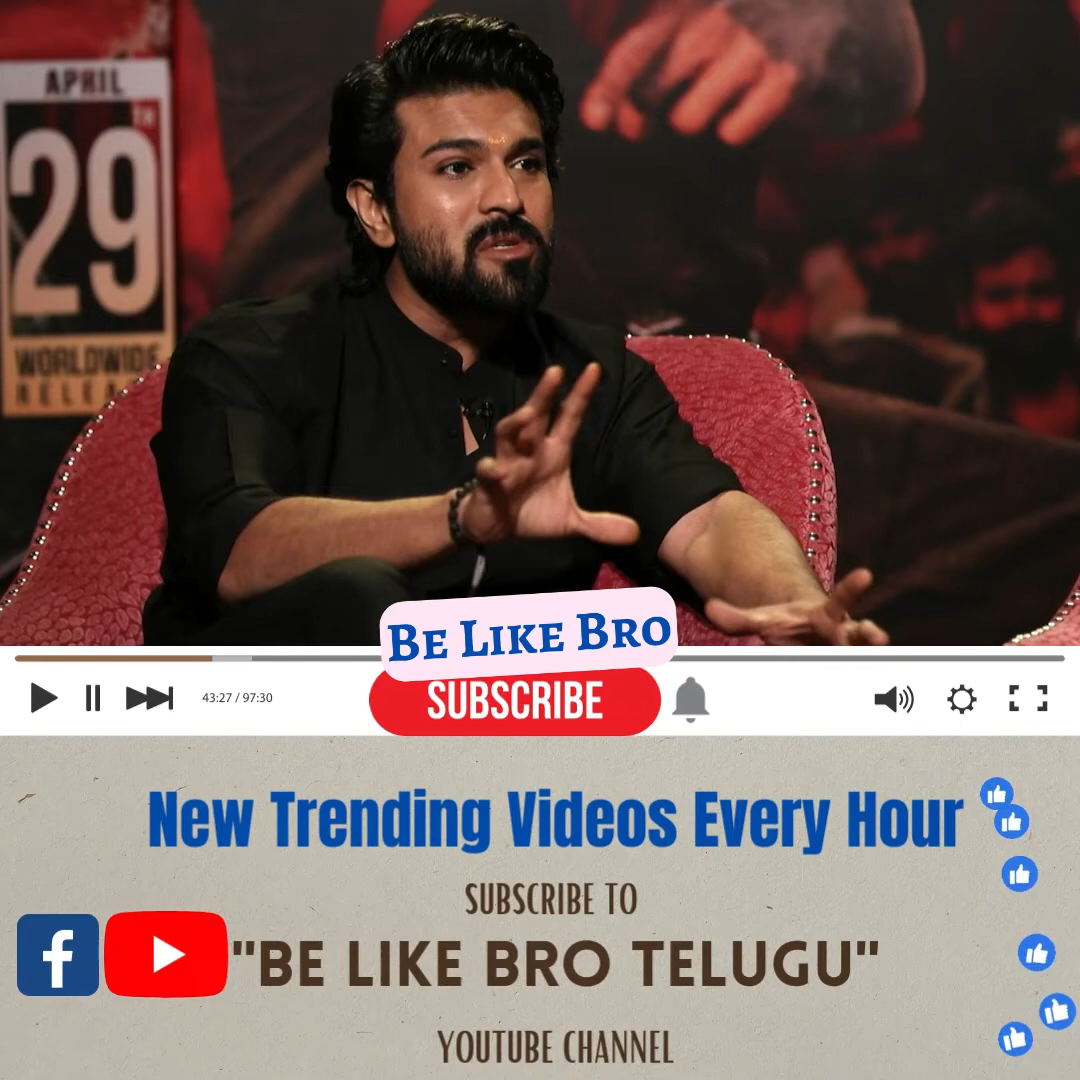 APRIL
29TH
WORLDWIDE
RELEA
Be Like Bro
43:27 / 97:30
SUBSCRIBE
New Trending Videos Every Hour
SUBSCRIBE TO
"BE LIKE BRO TELUGU"
YOUTUBE CHANNEL